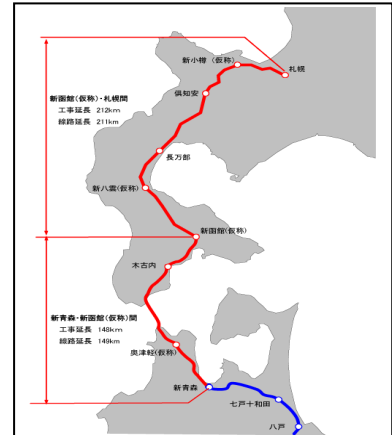 新小樽（仮称）
札幌
倶知安
新函館(仮称)・札幌間
工事延長　212km
線路延長　211km
長万部
新八雲(仮称)
新函館(仮称)
木古内
新青森・新函館(仮称)間
工事延長　148km
線路延長　149km
奥津軽(仮称)
新青森
七戸十和田
八戸